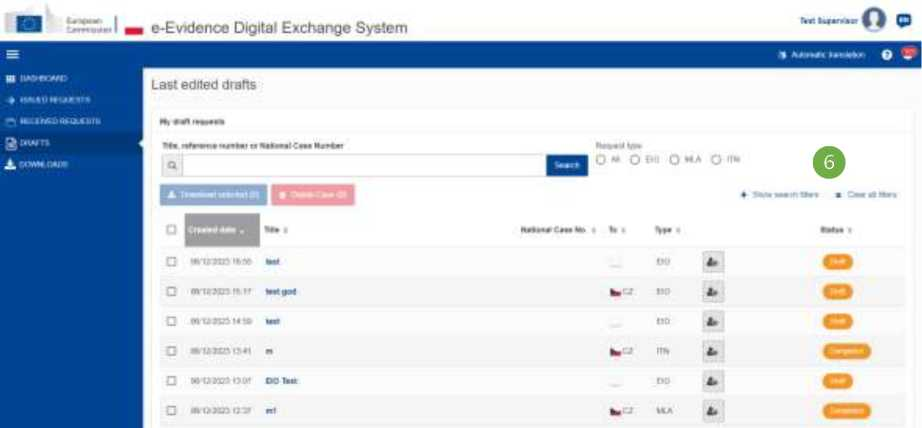 European
Commission
e-Evidence Digital Exchange System
Test Supervisor
Automatic translation
DASHBOARD
ISSUED REQUESTS
RECEIVED REQUESTS
DRAFTS
DOWNLOADS
Last edited drafts
My draft requests
Title, reference number or National Case Number
Request type
Search
All EIO MLA ITN
6
Download selected (0)
Delete Case (0)
Show search filters
Clear all filters
Created date Title National Case No. To Type Status
06/12/2023 16:55 test EIO Draft
06/12/2023 15:17 test god CZ EIO Draft
06/12/2023 14:59 test EIO Draft
06/12/2023 13:41 m CZ ITN Completed
06/12/2023 13:07 EIO Test EIO Draft
06/12/2023 12:37 m1 CZ MLA Completed